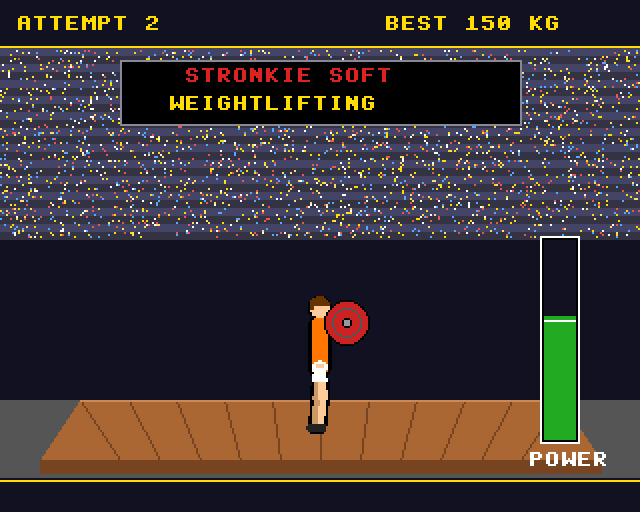 ATTEMPT 2
BEST 150 KG
STRONKIE SOFT
WEIGHTLIFTING
POWER